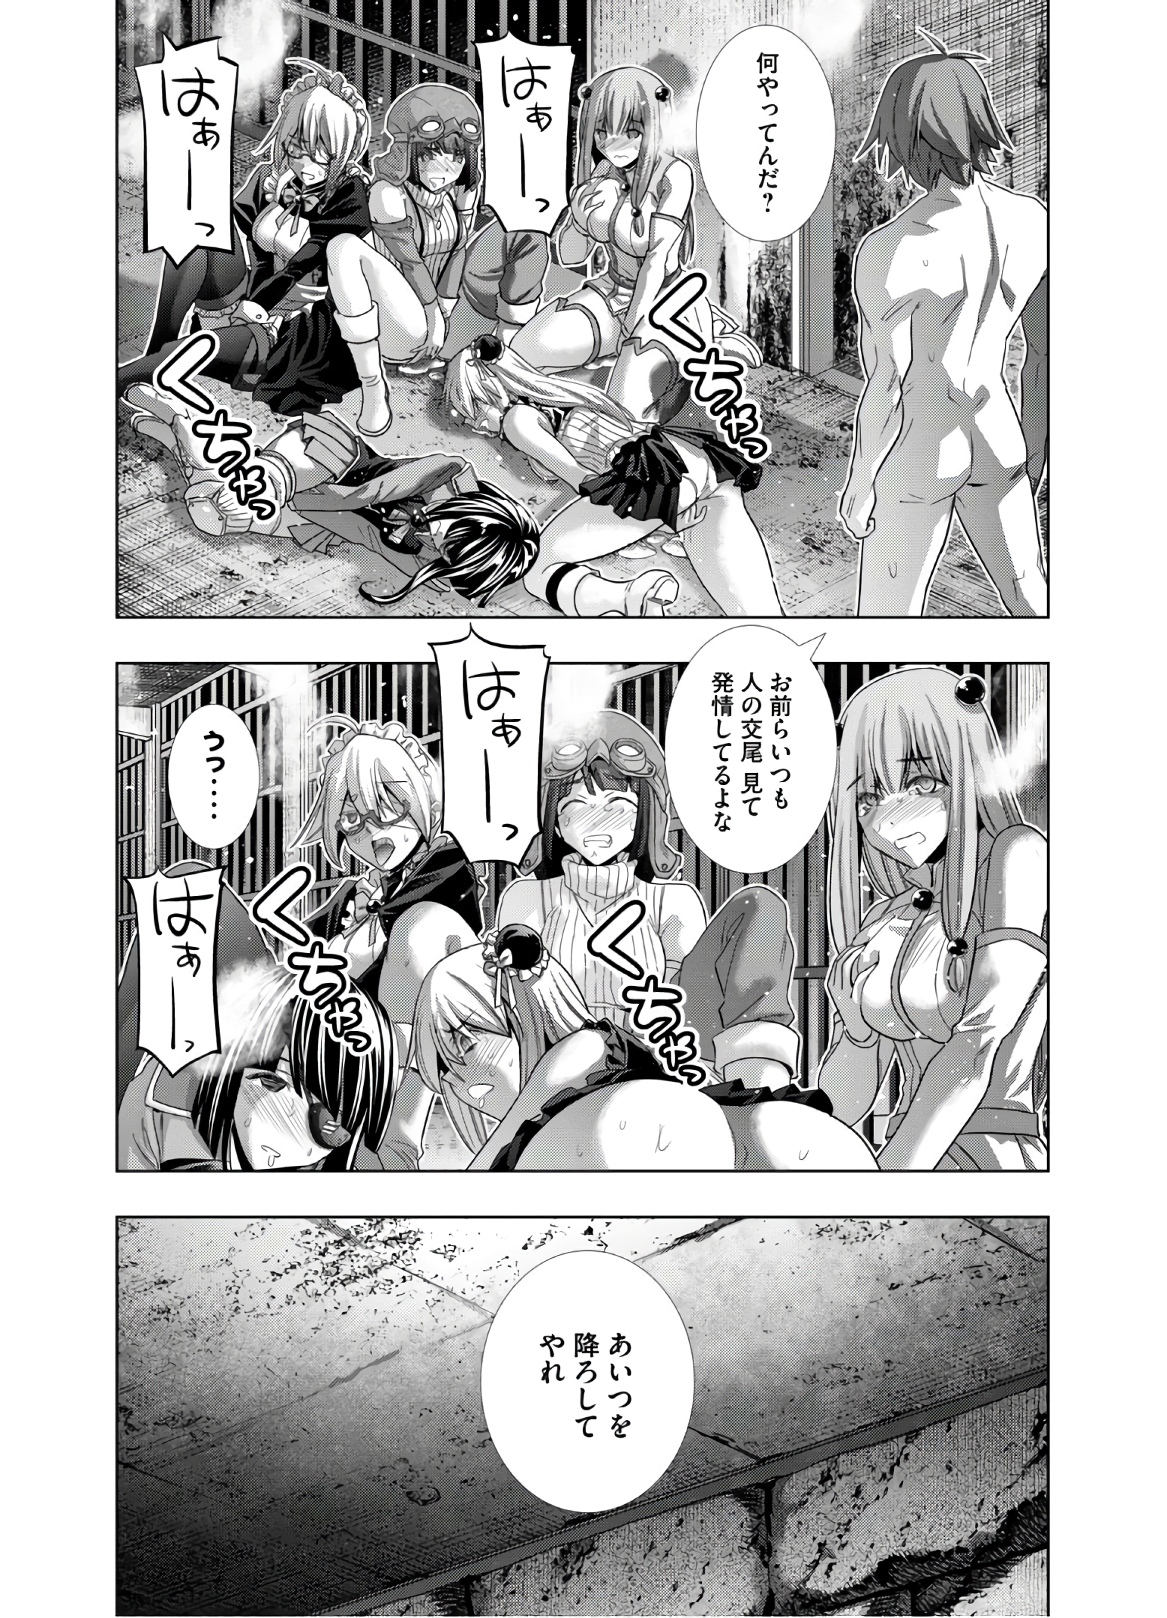 何やってんだ？
はぁーっ
はぁーっ
くちゃっ
くちゃっ
お前らいつも
人の交尾 見て
発情してるよな
はぁーっ
うっ……
くちゃっ
くちゃっ
はぁーっ
あいつを
降ろして
やれ